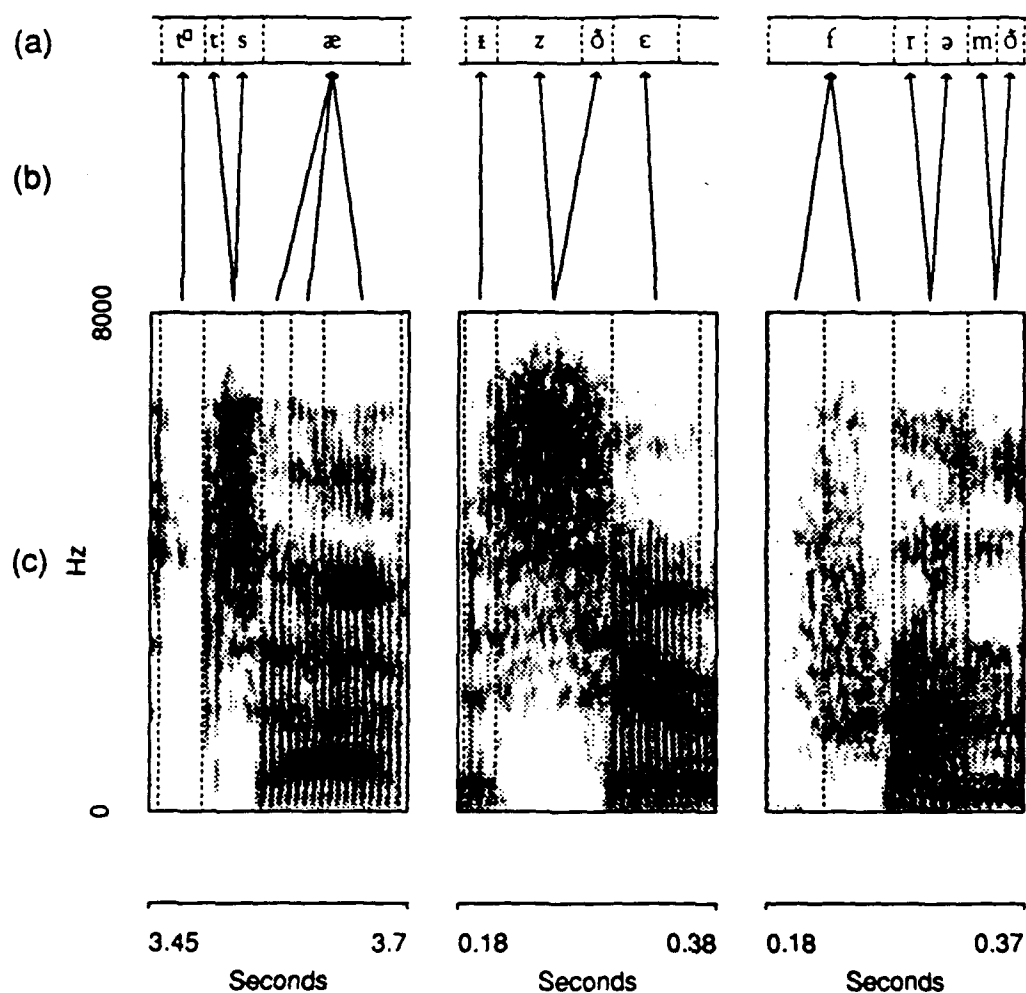 (a) tᵒ t s æ ɨ z ð ɛ f r ə m ð
(b)
8000
(c) Hz
0
3.45 3.7 0.18 0.38 0.18 0.37
Seconds Seconds Seconds